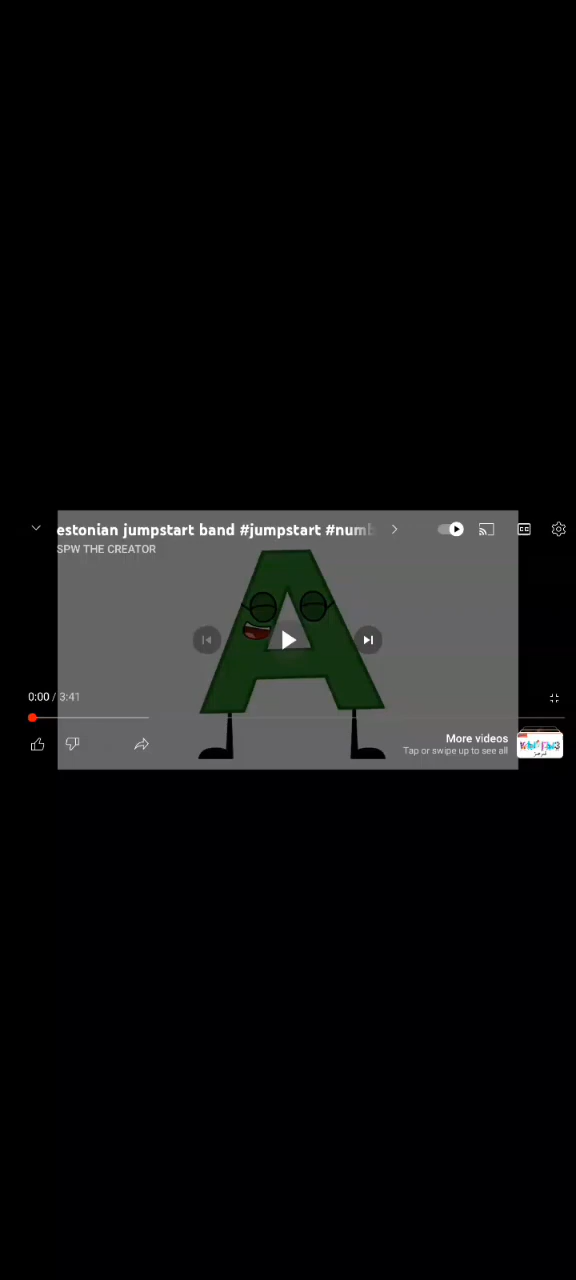 estonian jumpstart band #jumpstart #numb
SPW THE CREATOR
A
0:00 / 3:41
More videos
Tap or swipe up to see all